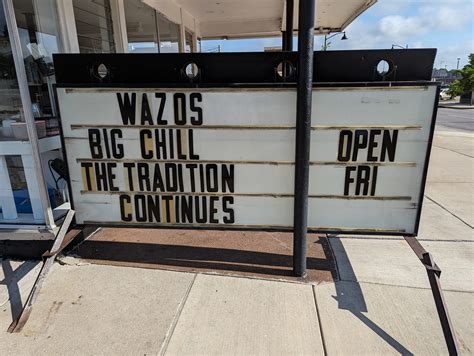 WAZOS
BIG CHILL
THE TRADITION
CONTINUES
OPEN
FRI